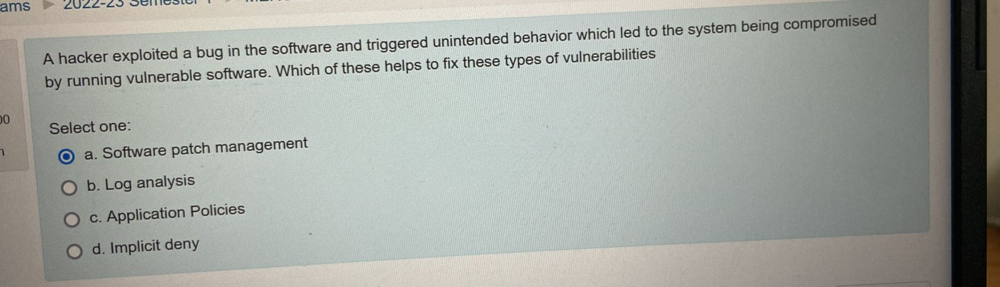 ams ▶ 2022-23 Semester
A hacker exploited a bug in the software and triggered unintended behavior which led to the system being compromised
by running vulnerable software. Which of these helps to fix these types of vulnerabilities
00
Select one:
a. Software patch management
b. Log analysis
c. Application Policies
d. Implicit deny